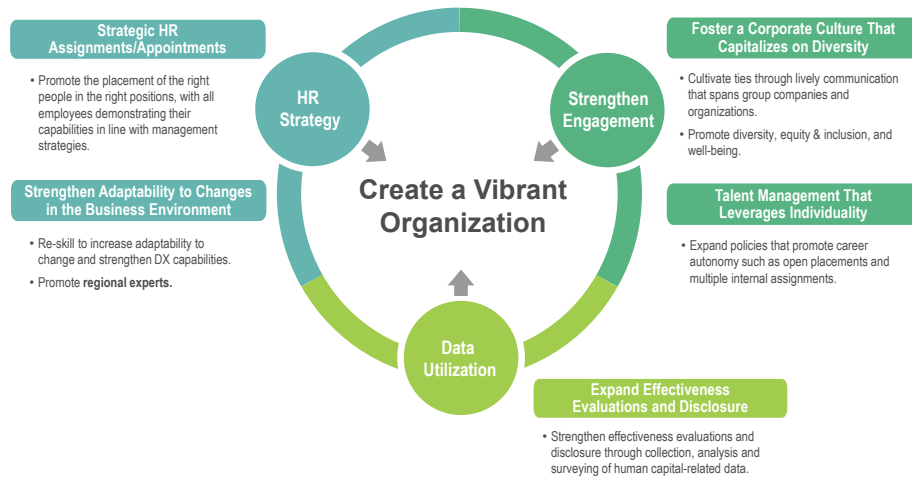 Strategic HR
Assignments/Appointments
• Promote the placement of the right
people in the right positions, with all
employees demonstrating their
capabilities in line with management
strategies.
Strengthen Adaptability to Changes
in the Business Environment
• Re-skill to increase adaptability to
change and strengthen DX capabilities.
• Promote regional experts.
HR
Strategy
Strengthen
Engagement
Create a Vibrant
Organization
Data
Utilization
Foster a Corporate Culture That
Capitalizes on Diversity
• Cultivate ties through lively communication
that spans group companies and
organizations.
• Promote diversity, equity & inclusion, and
well-being.
Talent Management That
Leverages Individuality
• Expand policies that promote career
autonomy such as open placements and
multiple internal assignments.
Expand Effectiveness
Evaluations and Disclosure
• Strengthen effectiveness evaluations and
disclosure through collection, analysis and
surveying of human capital-related data.